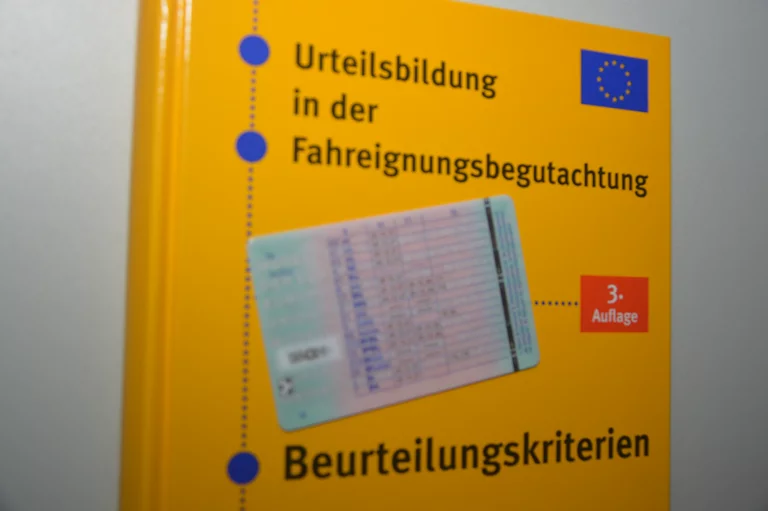 Urteilsbildung
in der
Fahreignungsbegutachtung
3.
Auflage
Beurteilungskriterien